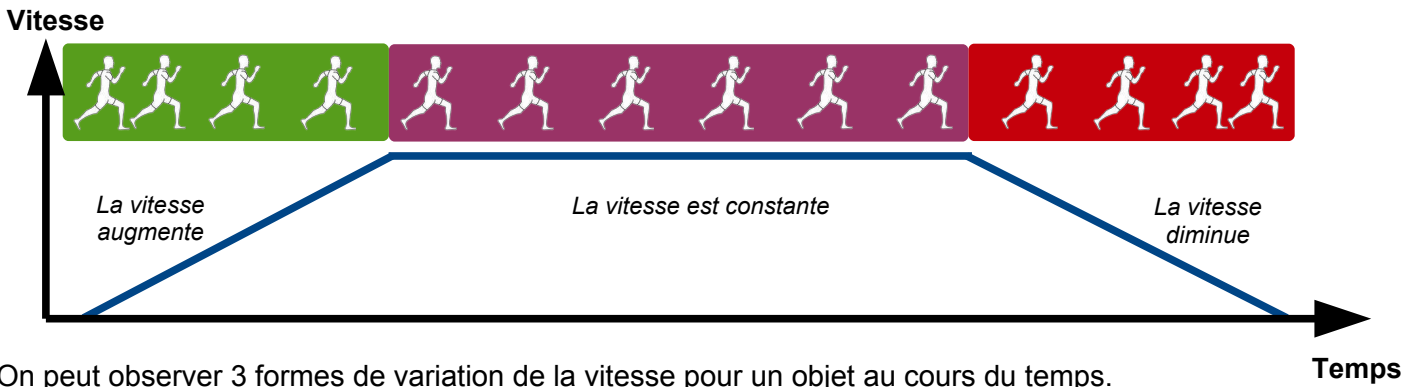 Vitesse
La vitesse
augmente
La vitesse est constante
La vitesse
diminue
Temps
On peut observer 3 formes de variation de la vitesse pour un objet au cours du temps.